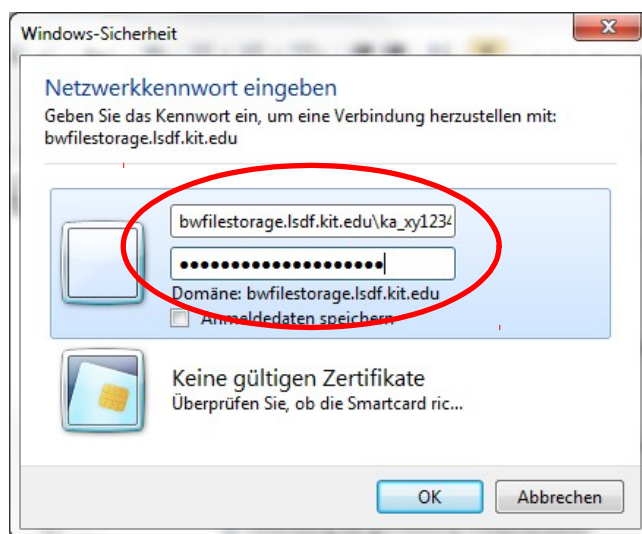 Windows-Sicherheit
Netzwerkkennwort eingeben
Geben Sie das Kennwort ein, um eine Verbindung herzustellen mit:
bwfilestorage.lsdf.kit.edu
bwfilestorage.lsdf.kit.edu\ka_xy1234
●●●●●●●●●●●●●●●●●●●●
Domäne: bwfilestorage.lsdf.kit.edu
Anmeldedaten speichern
Keine gültigen Zertifikate
Überprüfen Sie, ob die Smartcard ric...
OK
Abbrechen